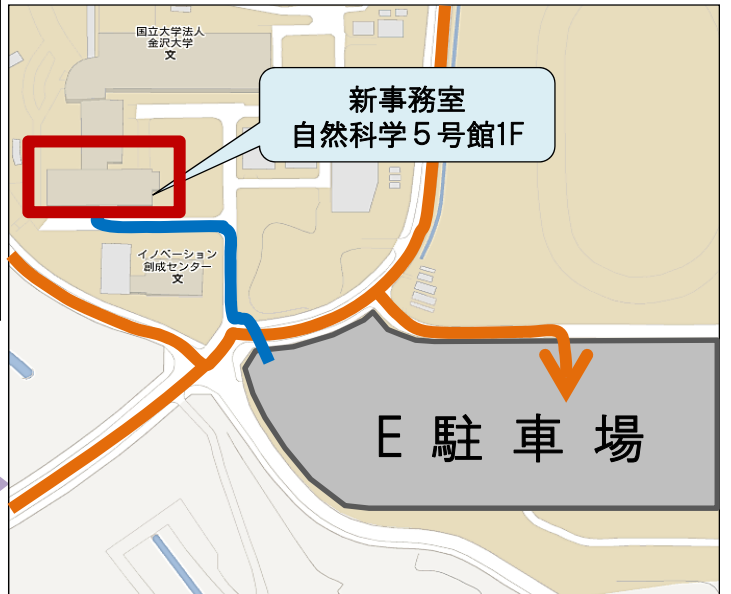 国立大学法人
金沢大学
文
新事務室
自然科学５号館1F
イノベーション
創成センター
文
E 駐 車 場